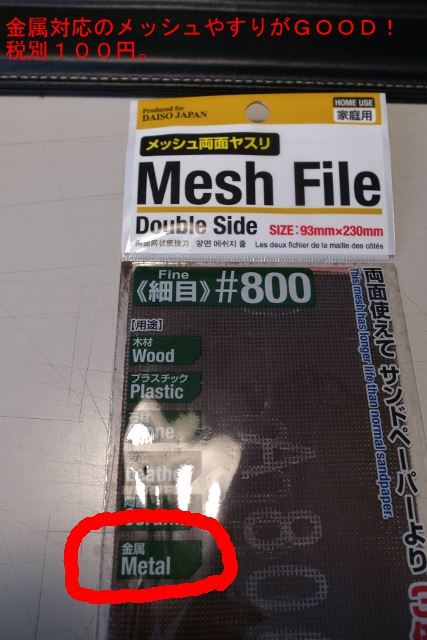 金属対応のメッシュやすりがＧＯＯＤ！
税別１００円。
Produced for
DAISO JAPAN
HOME USE
家庭用
メッシュ両面ヤスリ
Mesh File
Double Side
SIZE：93mm×230mm
양면 메쉬지 줄
Les deux fichier de la maille des côtés
Fine
《細目》#800
【用途】
木材
Wood
プラスチック
Plastic
Leather
金属
Metal
両面使えて サンドペーパーより
This mesh has longer life than normal sandpaper.